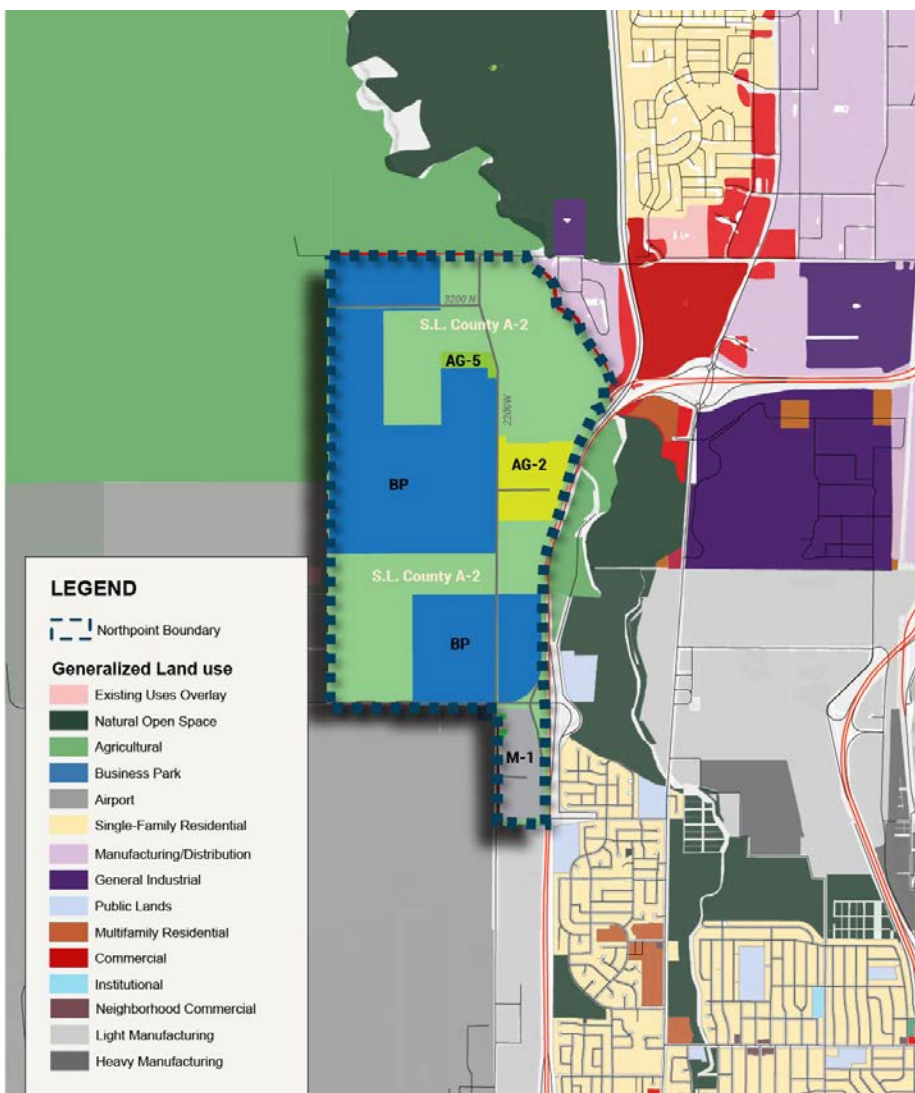 3200 N
S.L. County A-2
AG-5
2200W
AG-2
BP
S.L. County A-2
BP
M-1
LEGEND
Northpoint Boundary
Generalized Land use
Existing Uses Overlay
Natural Open Space
Agricultural
Business Park
Airport
Single-Family Residential
Manufacturing/Distribution
General Industrial
Public Lands
Multifamily Residential
Commercial
Institutional
Neighborhood Commercial
Light Manufacturing
Heavy Manufacturing